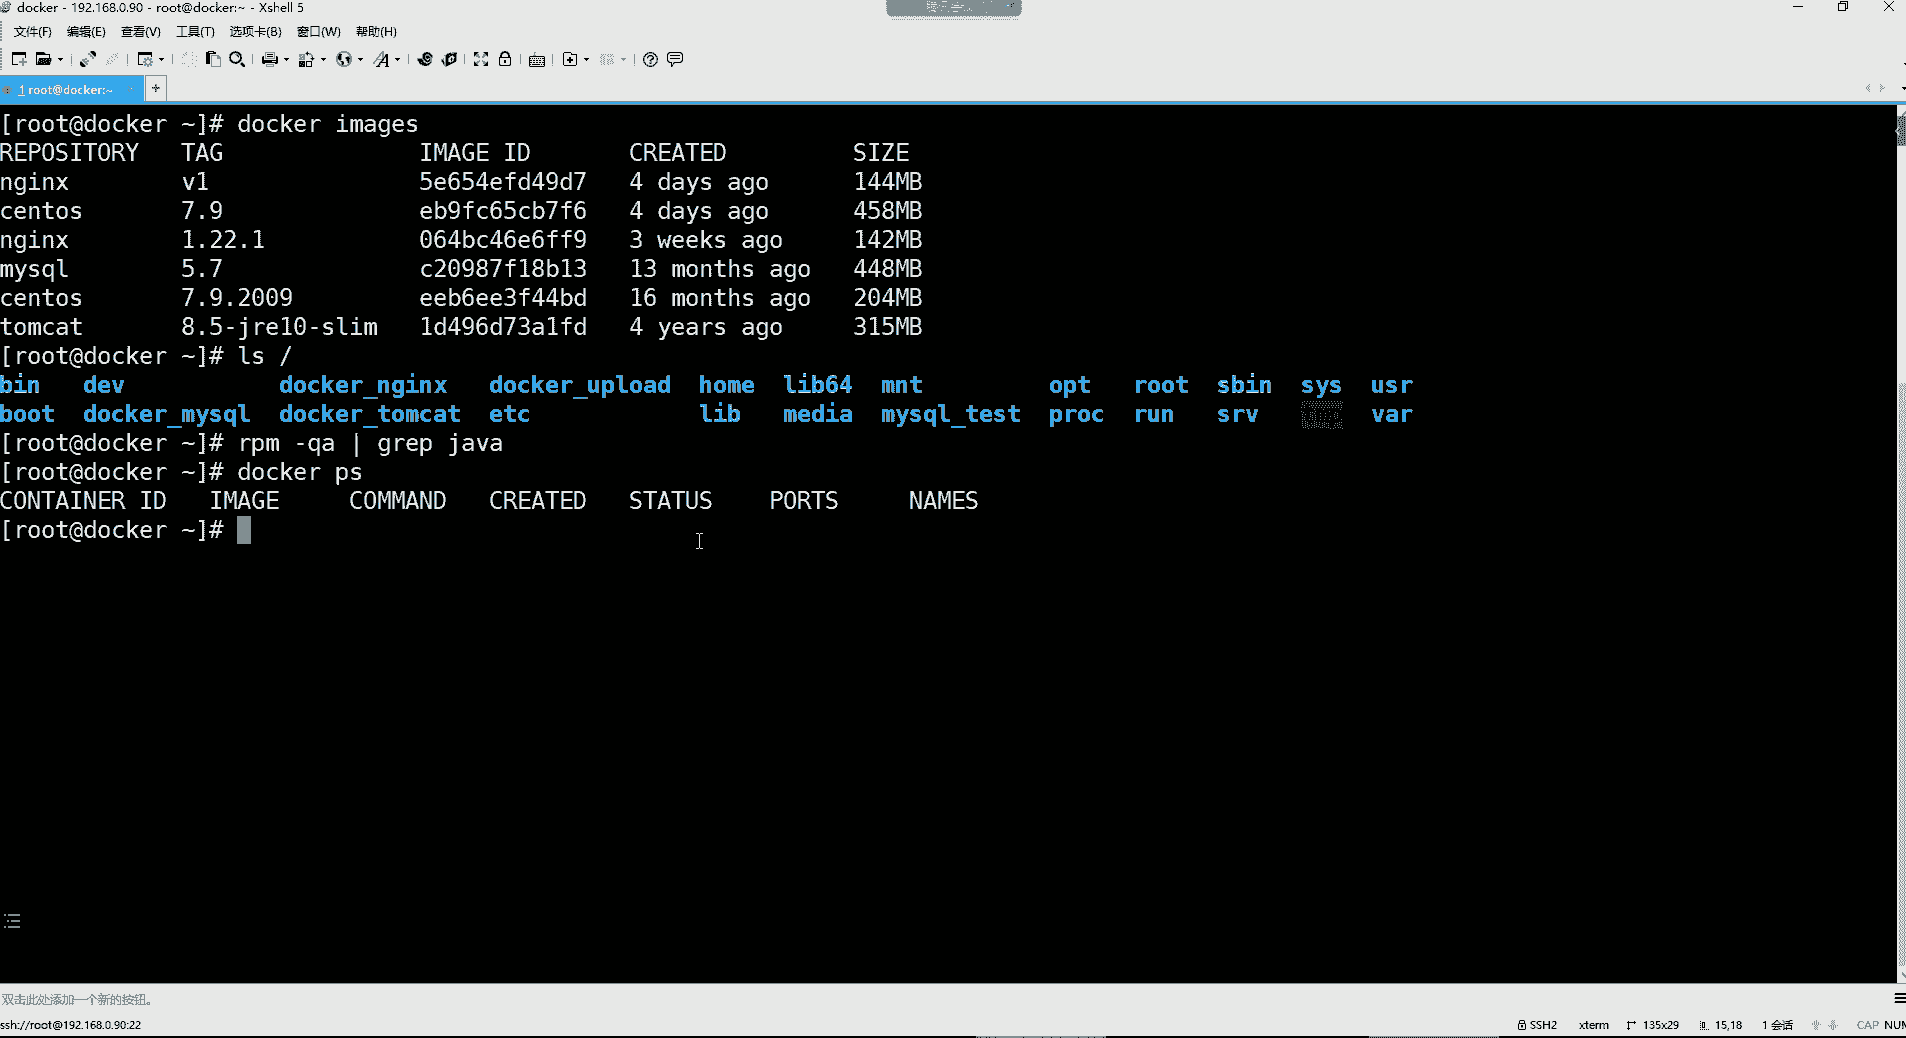 docker - 192.168.0.90 - root@docker:~ - Xshell 5
文件(F) 编辑(E) 查看(V) 工具(T) 选项卡(B) 窗口(W) 帮助(H)
1 root@docker:~
[root@docker ~]# docker images
REPOSITORY TAG IMAGE ID CREATED SIZE
nginx v1 5e654efd49d7 4 days ago 144MB
centos 7.9 eb9fc65cb7f6 4 days ago 458MB
nginx 1.22.1 064bc46e6ff9 3 weeks ago 142MB
mysql 5.7 c20987f18b13 13 months ago 448MB
centos 7.9.2009 eeb6ee3f44bd 16 months ago 204MB
tomcat 8.5-jre10-slim 1d496d73a1fd 4 years ago 315MB
[root@docker ~]# ls /
bin dev docker_nginx docker_upload home lib64 mnt opt root sbin sys usr
boot docker_mysql docker_tomcat etc lib media mysql_test proc run srv var
[root@docker ~]# rpm -qa | grep java
[root@docker ~]# docker ps
CONTAINER ID IMAGE COMMAND CREATED STATUS PORTS NAMES
[root@docker ~]#
双击此处添加一个新的按钮。
ssh://root@192.168.0.90:22 SSH2 xterm 135x29 15,18 1 会话 CAP NUM